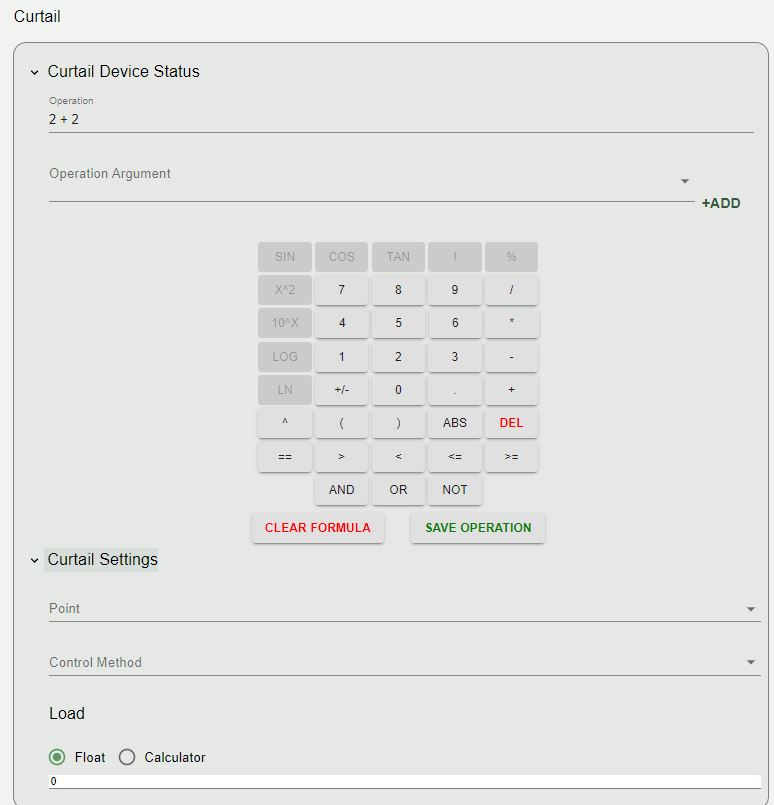 Curtail
Curtail Device Status
Operation
2 + 2
Operation Argument
+ADD
SIN COS TAN ! %
X^2 7 8 9 /
10^X 4 5 6 *
LOG 1 2 3 -
LN +/- 0 . +
^ ( ) ABS DEL
== > < <= >=
AND OR NOT
CLEAR FORMULA SAVE OPERATION
Curtail Settings
Point
Control Method
Load
Float Calculator
0